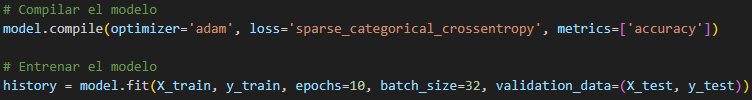 # Compilar el modelo
model.compile(optimizer='adam', loss='sparse_categorical_crossentropy', metrics=['accuracy'])
# Entrenar el modelo
history = model.fit(X_train, y_train, epochs=10, batch_size=32, validation_data=(X_test, y_test))